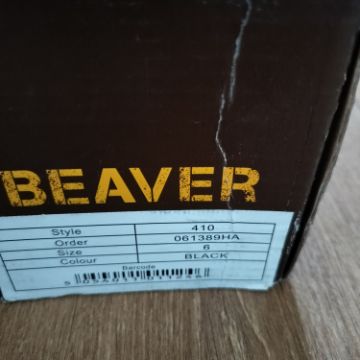 BEAVER
Style 410
Order 061389HA
Size 6
Colour BLACK
Barcode